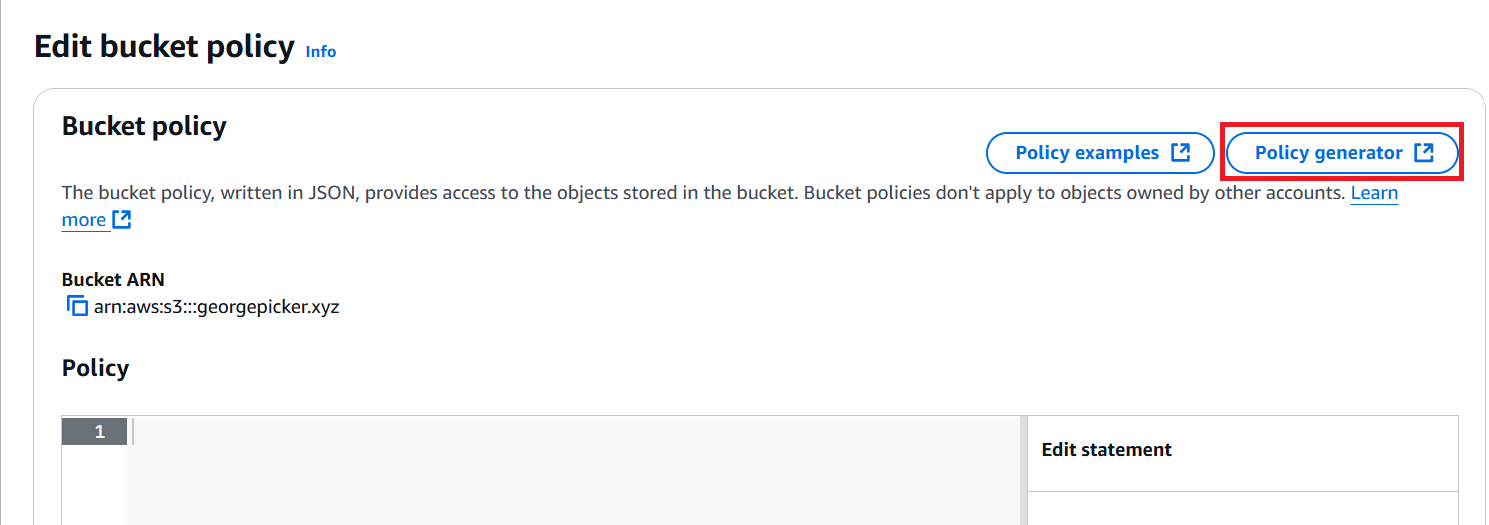 Edit bucket policy Info
Bucket policy
Policy examples
Policy generator
The bucket policy, written in JSON, provides access to the objects stored in the bucket. Bucket policies don't apply to objects owned by other accounts. Learn
more
Bucket ARN
arn:aws:s3:::georgepicker.xyz
Policy
1
Edit statement